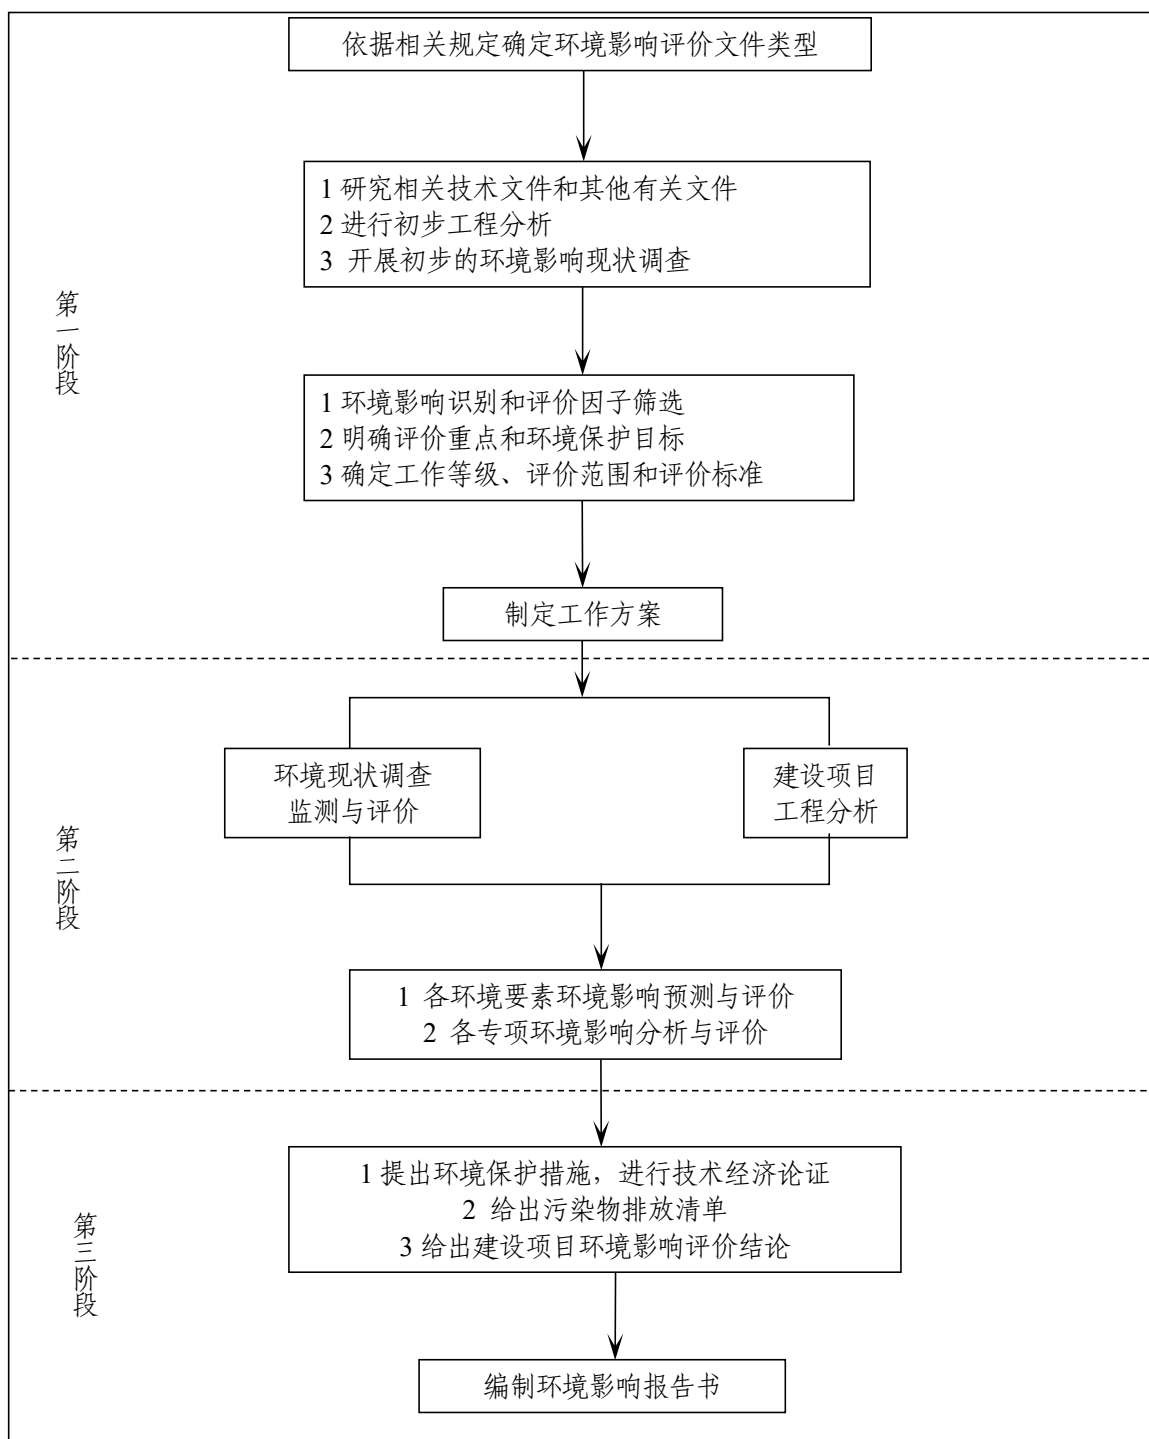 依据相关规定确定环境影响评价文件类型
1 研究相关技术文件和其他有关文件
2 进行初步工程分析
3 开展初步的环境影响现状调查
第一阶段
1 环境影响识别和评价因子筛选
2 明确评价重点和环境保护目标
3 确定工作等级、评价范围和评价标准
制定工作方案
环境现状调查
监测与评价
建设项目
工程分析
第二阶段
1 各环境要素环境影响预测与评价
2 各专项环境影响分析与评价
1 提出环境保护措施，进行技术经济论证
2 给出污染物排放清单
3 给出建设项目环境影响评价结论
第三阶段
编制环境影响报告书